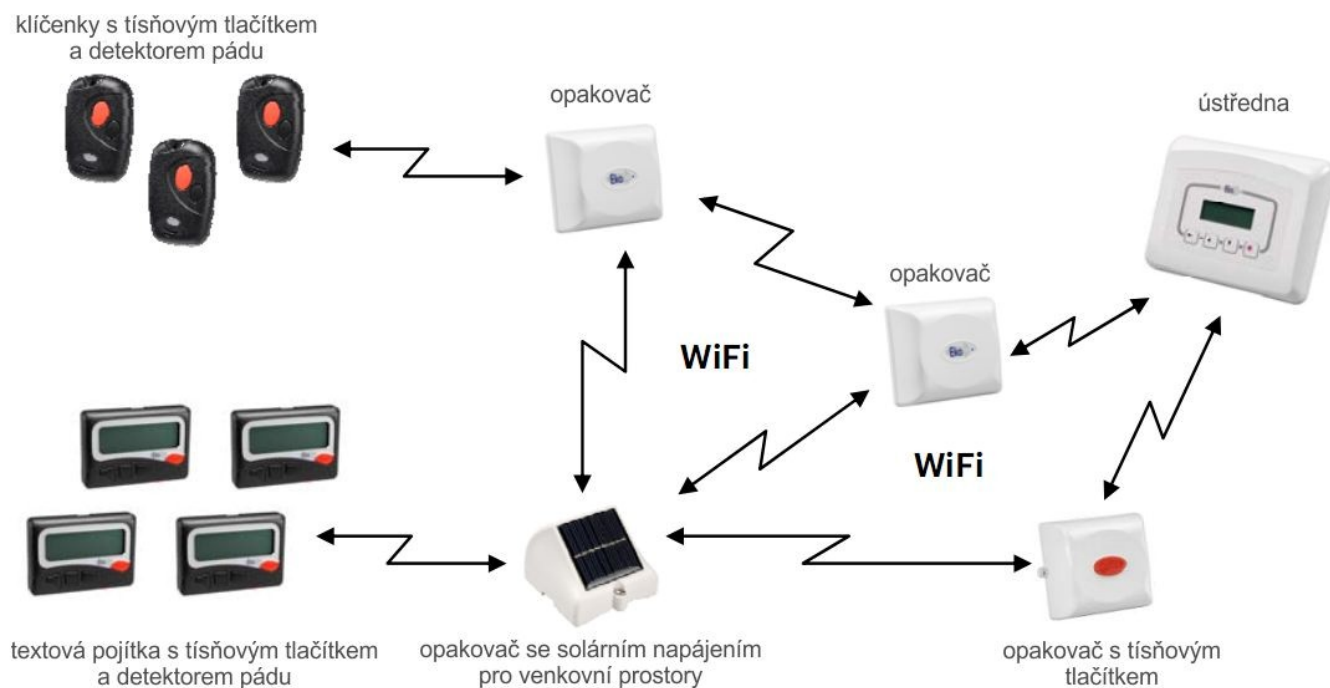 klíčenky s tísňovým tlačítkem
a detektorem pádu
opakovač
ústředna
opakovač
WiFi
WiFi
textová pojítka s tísňovým tlačítkem
a detektorem pádu
opakovač se solárním napájením
pro venkovní prostory
opakovač s tísňovým
tlačítkem